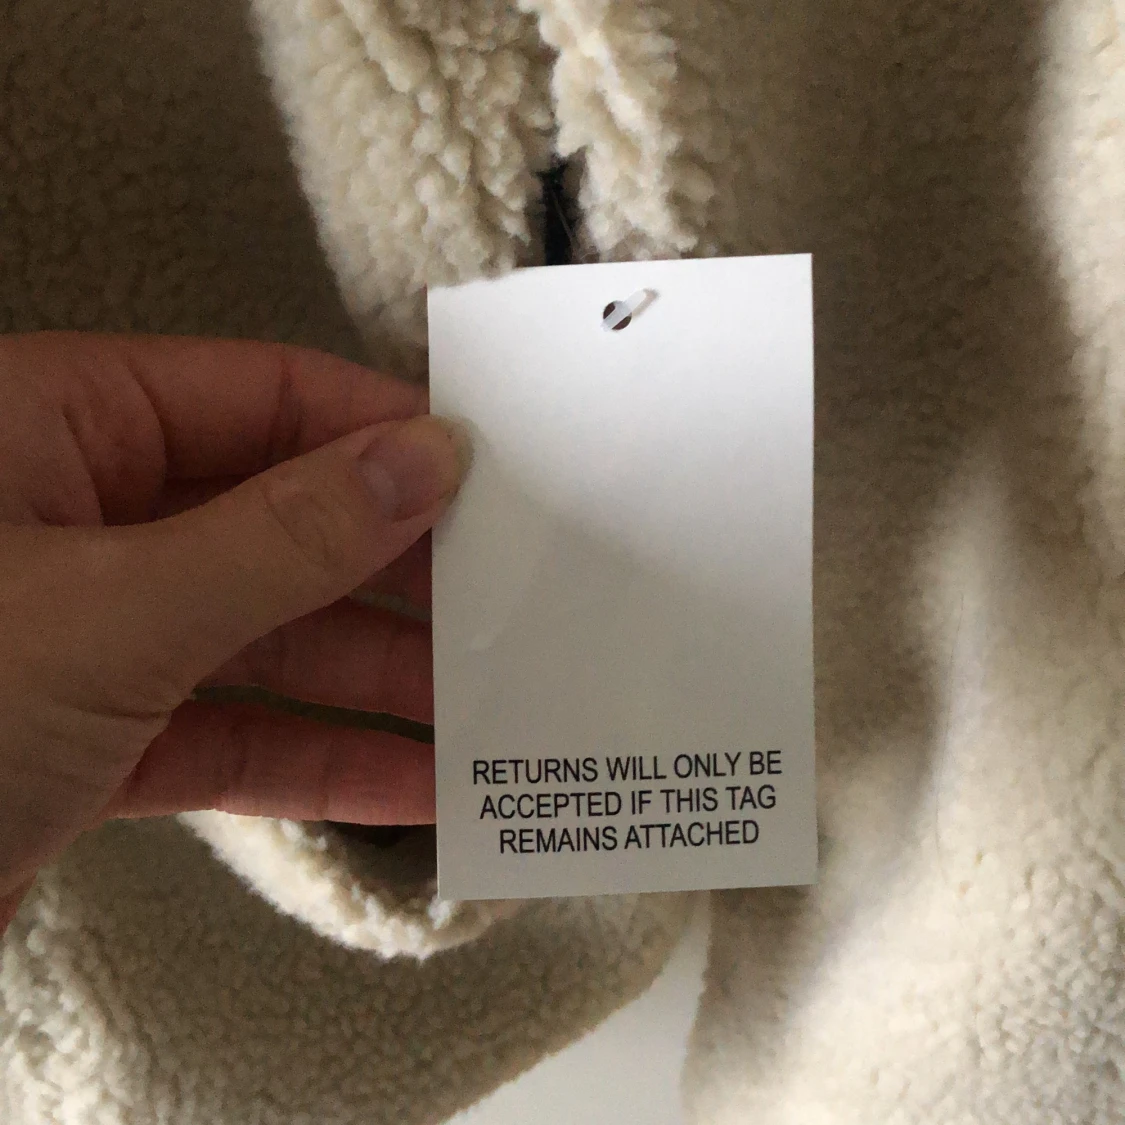 RETURNS WILL ONLY BE
ACCEPTED IF THIS TAG
REMAINS ATTACHED